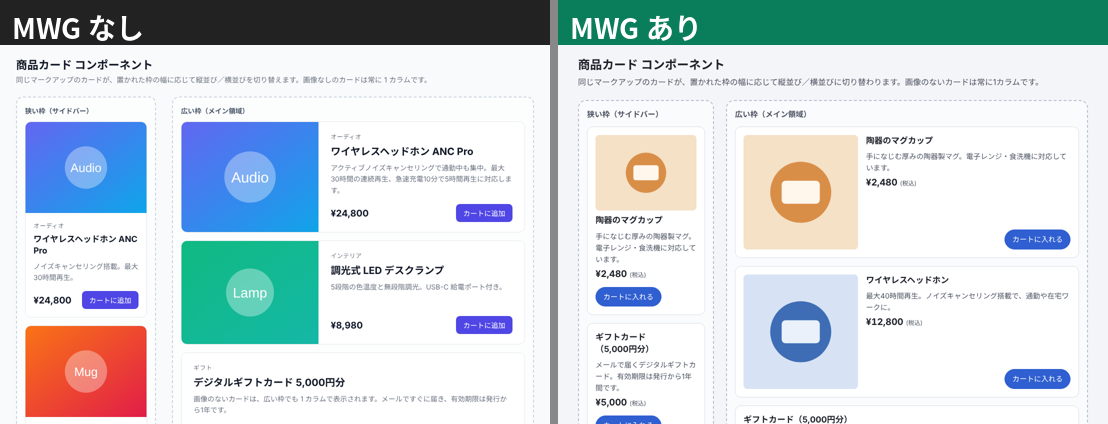 MWG なし
商品カード コンポーネント
同じマークアップのカードが、置かれた枠の幅に応じて縦並び／横並びを切り替えます。画像なしのカードは常に 1 カラムです。
狭い枠（サイドバー）
Audio
オーディオ
ワイヤレスヘッドホン ANC
Pro
ノイズキャンセリング搭載。最大
30時間再生。
¥24,800
カートに追加
Mug
広い枠（メイン領域）
Audio
オーディオ
ワイヤレスヘッドホン ANC Pro
アクティブノイズキャンセリングで通勤中も集中。最大
30時間の連続再生、急速充電10分で5時間再生に対応しま
す。
¥24,800
カートに追加
Lamp
インテリア
調光式 LED デスクランプ
5段階の色温度と無段階調光。USB-C 給電ポート付き。
¥8,980
カートに追加
ギフト
デジタルギフトカード 5,000円分
画像のないカードは、広い枠でも 1 カラムで表示されます。メールですぐに届き、有効期限は発行か
ら1年です。
MWG あり
商品カード コンポーネント
同じマークアップのカードが、置かれた枠の幅に応じて縦並び／横並びに切り替わります。画像のないカードは常に1カラムです。
狭い枠（サイドバー）
陶器のマグカップ
手になじむ厚みの陶器製マグ。
電子レンジ・食洗機に対応して
います。
¥2,480 (税込)
カートに入れる
ギフトカード
（5,000円分）
メールで届くデジタルギフトカ
ード。有効期限は発行から1年
間です。
¥5,000 (税込)
カートに入れる
広い枠（メイン領域）
陶器のマグカップ
手になじむ厚みの陶器製マグ。電子レンジ・食洗機に対応して
います。
¥2,480 (税込)
カートに入れる
ワイヤレスヘッドホン
最大40時間再生。ノイズキャンセリング搭載で、通勤や在宅ワ
ークに。
¥12,800 (税込)
カートに入れる
ギフトカード（5,000円分）